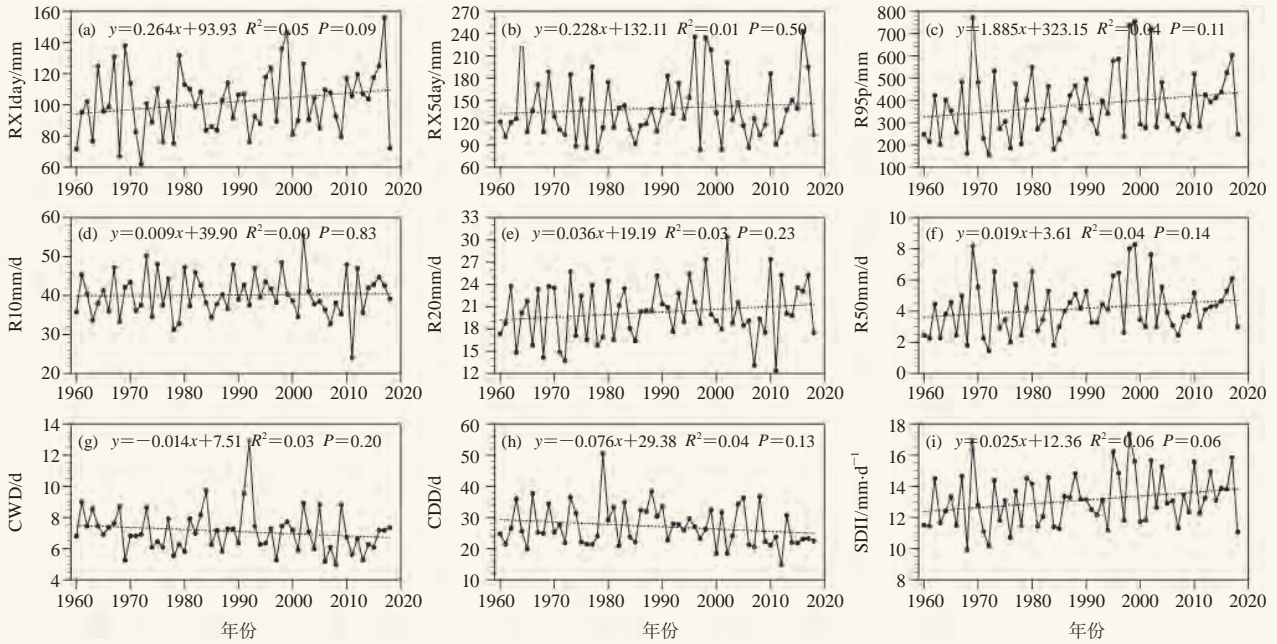 (a) y=0.264x+93.93 R²=0.05 P=0.09
RX1day/mm
160
140
120
100
80
60
1960 1970 1980 1990 2000 2010 2020
(b) y=0.228x+132.11 R²=0.01 P=0.50
RX5day/mm
270
240
210
180
150
120
90
60
1960 1970 1980 1990 2000 2010 2020
(c) y=1.885x+323.15 R²=0.04 P=0.11
R95p/mm
800
700
600
500
400
300
200
100
1960 1970 1980 1990 2000 2010 2020
(d) y=0.009x+39.90 R²=0.00 P=0.83
R10mm/d
60
50
40
30
20
1960 1970 1980 1990 2000 2010 2020
(e) y=0.036x+19.19 R²=0.03 P=0.23
R20mm/d
33
30
27
24
21
18
15
12
1960 1970 1980 1990 2000 2010 2020
(f) y=0.019x+3.61 R²=0.04 P=0.14
R50mm/d
10
8
6
4
2
0
1960 1970 1980 1990 2000 2010 2020
(g) y=−0.014x+7.51 R²=0.03 P=0.20
CWD/d
14
12
10
8
6
4
1960 1970 1980 1990 2000 2010 2020
年份
(h) y=−0.076x+29.38 R²=0.04 P=0.13
CDD/d
60
50
40
30
20
10
1960 1970 1980 1990 2000 2010 2020
年份
(i) y=0.025x+12.36 R²=0.06 P=0.06
SDII/mm·d⁻¹
18
16
14
12
10
8
1960 1970 1980 1990 2000 2010 2020
年份